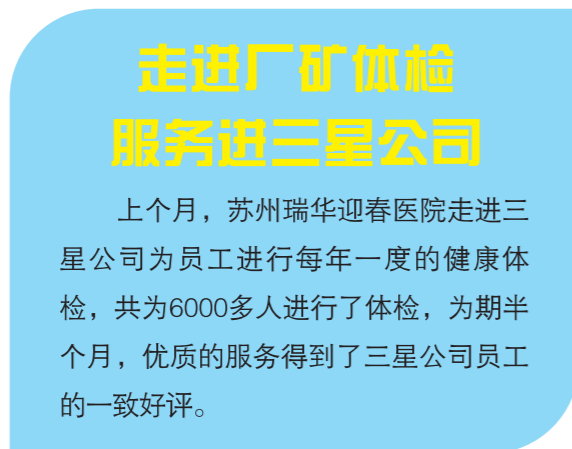 走进厂矿体检
服务进三星公司
上个月，苏州瑞华迎春医院走进三
星公司为员工进行每年一度的健康体
检，共为6000多人进行了体检，为期半
个月，优质的服务得到了三星公司员工
的一致好评。